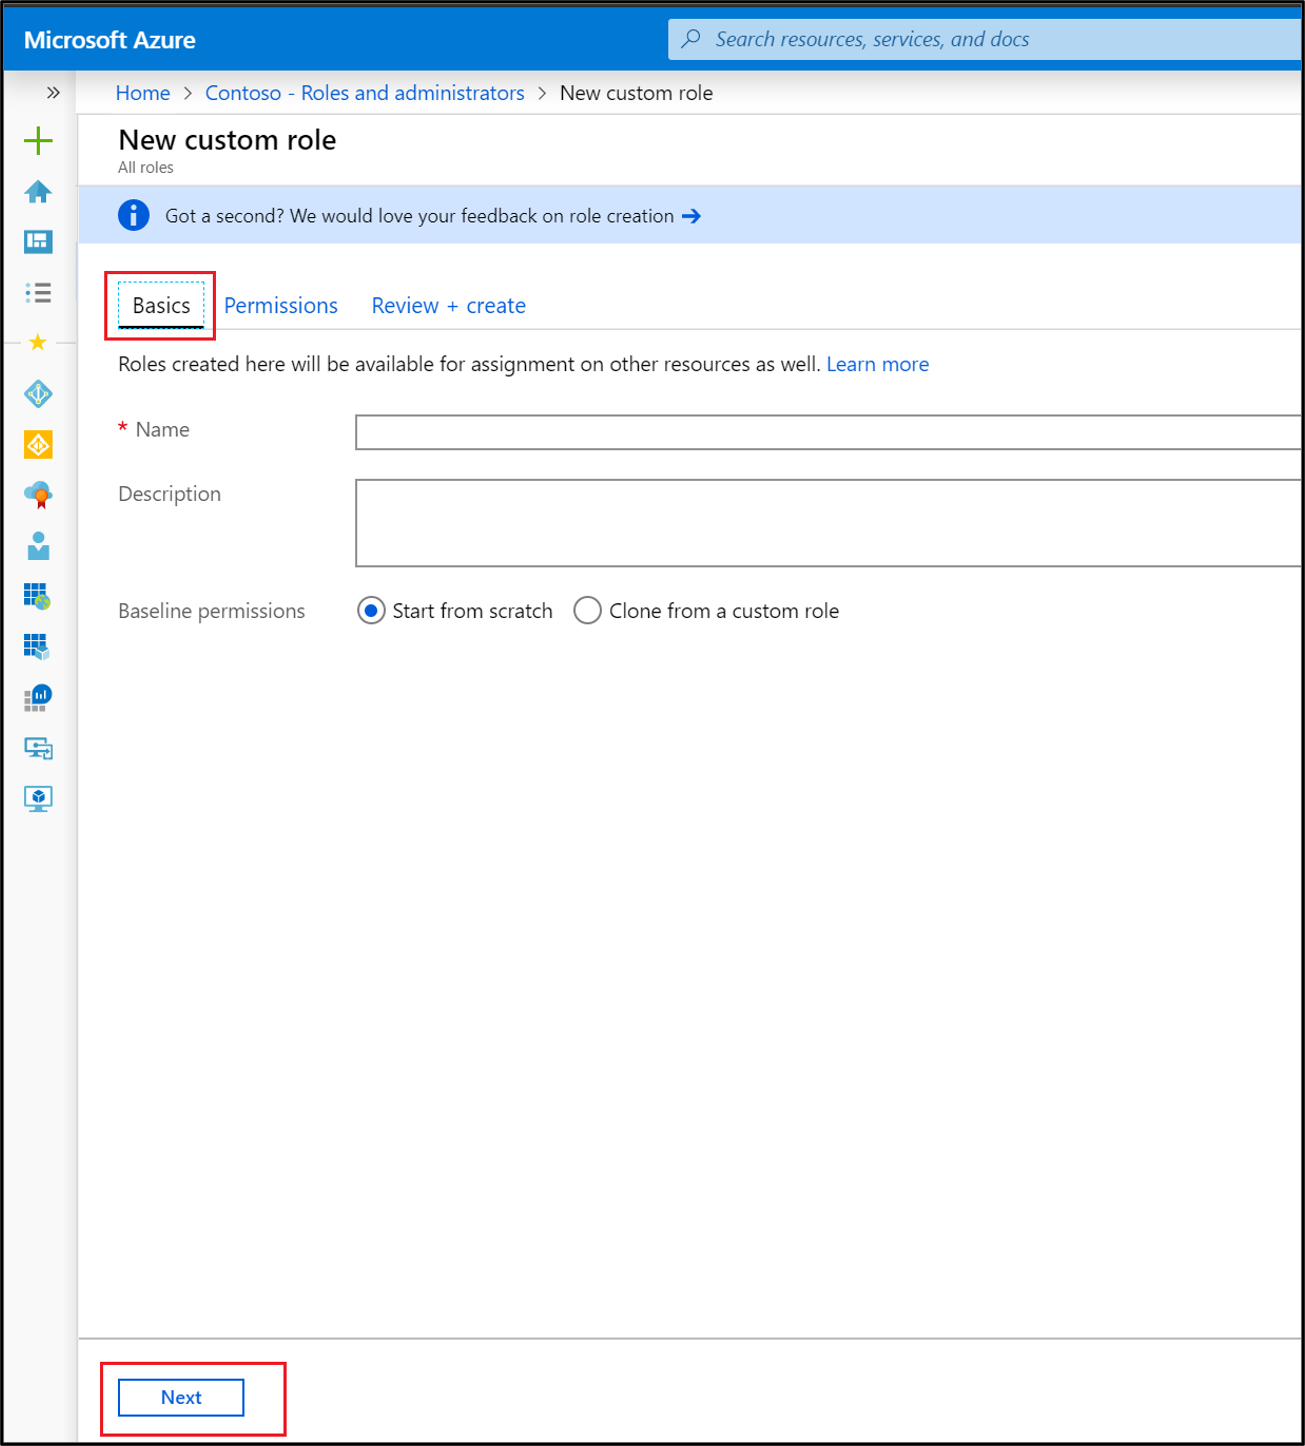 Microsoft Azure
Search resources, services, and docs
Home > Contoso - Roles and administrators > New custom role
New custom role
All roles
Got a second? We would love your feedback on role creation →
Basics Permissions Review + create
Roles created here will be available for assignment on other resources as well. Learn more
* Name
Description
Baseline permissions Start from scratch Clone from a custom role
Next